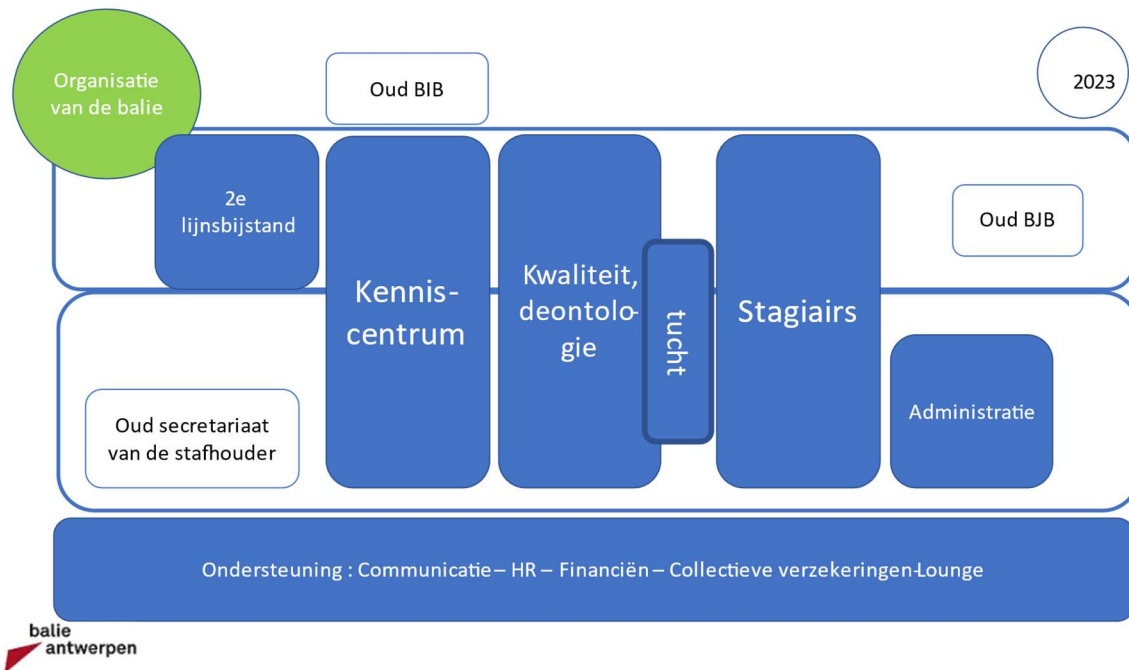 Organisatie
van de balie
Oud BIB
2023
2e
lijnsbijstand
Kennis-
centrum
Kwaliteit,
deontolo-
gie
tucht
Stagiairs
Oud BJB
Oud secretariaat
van de stafhouder
Administratie
Ondersteuning : Communicatie – HR – Financiën – Collectieve verzekeringen-Lounge
balie
antwerpen